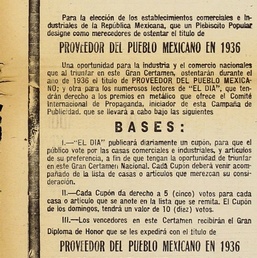 Para la elección de los establecimientos comerciales e In-
dustriales de la República Mexicana, que un Plebiscito Popular
designe como merecedores de ostentar el título de
PROVEEDOR DEL PUEBLO MEXICANO EN 1936
Una oportunidad para la industria y el comercio nacionales
que al triunfar en este Gran Certamen, ostentarán durante el
año de 1936 el título de PROVEEDOR DEL PUEBLO MEXICA-
NO; y otra para los numerosos lectores de "EL DIA", que ten-
drán derecho a los premios en metálico que ofrece el Comité
Internacional de Propaganda, iniciador de esta Campaña de
Publicidad, que se llevará a cabo bajo las siguientes
BASES:
I.—"EL DIA" publicará diariamente un cupón, para que el
público vote por las casas comerciales e industriales, y artículos
de su preferencia, a fin de que tengan la oportunidad de triunfar
en este Gran Certamen Nacional. Cada Cupón deberá venir acom-
pañado de la lista de casas o artículos que merezcan su consi-
deración.
II.—Cada Cupón da derecho a 5 (cinco) votos para cada
casa o artículo que se anote en la lista que se remita. El Cupón
de los domingos, tendrá un valor de 10 (diez) votos.
III.—Los vencedores en este Certamen recibirán el Gran
Diploma de Honor que se les expedirá con el título de
PROVEEDOR DEL PUEBLO MEXICANO EN 1936